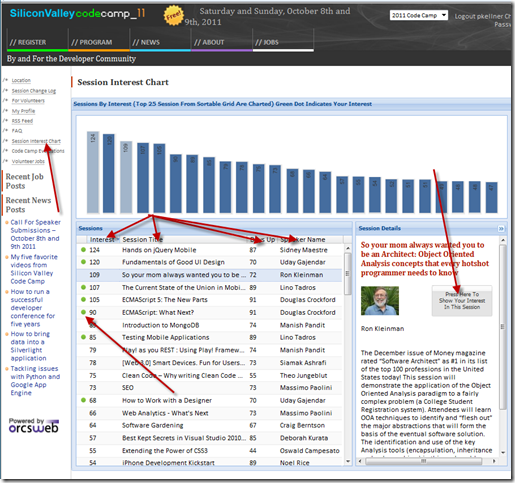 SiliconValleycodecamp_11
Free!
Saturday and Sunday, October 8th and
9th, 2011
2011 Code Camp
Logout pkellner
// REGISTER
// PROGRAM
// NEWS
// ABOUT
// JOBS
By and For the Developer Community
Location
Session Change Log
For Volunteers
My Profile
RSS Feed
FAQ
Session Interest Chart
Code Camp
Volunteer Jobs
Recent Job
Posts
Recent News
Posts
Call For Speaker
Submissions –
October 8th and
9th 2011
My five favorite
videos from
Silicon Valley
Code Camp
How to run a
successful
developer
conference for
five years
How to bring
data into a
Silverlight
application
Tackling issues
with Python and
Google App
Engine
Powered by
orcsweb
Session Interest Chart
Sessions By Interest (Top 25 Session From Sortable Grid Are Charted) Green Dot Indicates Your Interest
124
120
109
107
105
Sessions
Interest Session Title Up Speaker Name
124 Hands on jQuery Mobile 87 Sidney Maestre
120 Fundamentals of Good UI Design 70 Uday Gajendar
109 So your mom always wanted you to be ... 72 Ron Kleinman
107 The Current State of the Union in Mobi... 89 Lino Tadros
105 ECMAScript 5: The New Parts 91 Douglas Crockford
90 ECMAScript: What Next? 91 Douglas Crockford
Introduction to MongoDB 74 Manish Pandit
85 Testing Mobile Applications 89 Lino Tadros
79 as you REST : Using Play! Framew... 74 Manish Pandit
78 [Web 3.0] Smart Devices. Fun for Users... 73 Siamak Ashrafi
75 Clean Code – Why writing Clean Code ... 55 Theo Jungeblut
73 SEO 73 Massimo Paolini
68 How to Work with a Designer 70 Uday Gajendar
66 Web Analytics - What's Next 73 Massimo Paolini
64 Software Gardening 67 Craig Berntson
57 Best Kept Secrets in Visual Studio 2010... 85 Deborah Kurata
55 Extending the Power of CSS3 44 Oswald Campesato
54 iPhone Development Kickstart 89 Noel Rice
Session Details
So your mom always wanted you to
be an Architect: Object Oriented
Analysis concepts that every hotshot
programmer needs to know
Press Here To
Show Your Interest
In This Session
Ron Kleinman
The December issue of Money magazine
rated "Software Architect" as #1 in its list
of the top 100 professions in the United
States today! This session will
demonstrate the application of the Object
Oriented Analysis paradigm to a fairly
complex problem (a College Student
Registration system). Attendees will learn
OOA techniques to identify and "flesh out"
the major abstractions that will form the
basis of the eventual software solution.
The identification and use of the key
Analysis tools (encapsulation, inheritance